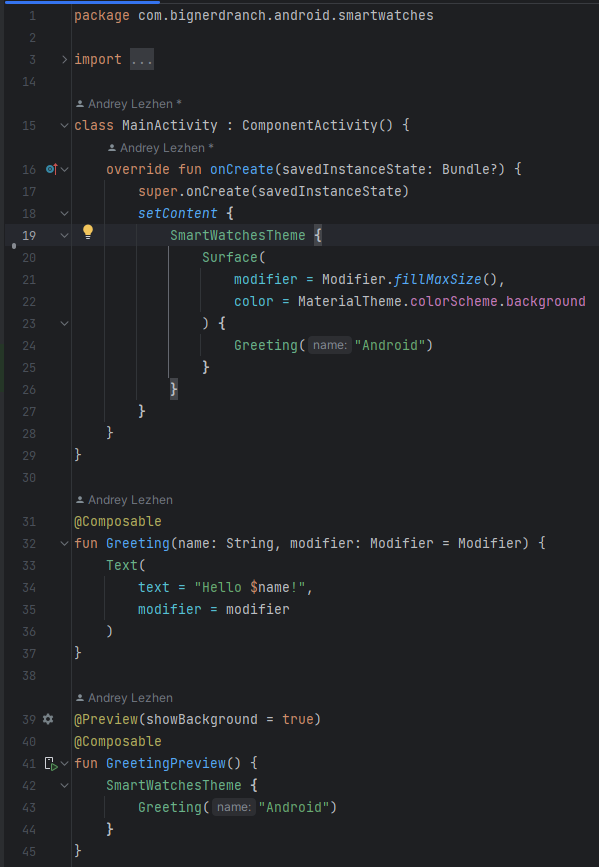 1 package com.bignerdranch.android.smartwatches
2
3 import ...
14
Andrey Lezhen *
15 class MainActivity : ComponentActivity() {
Andrey Lezhen *
16 override fun onCreate(savedInstanceState: Bundle?) {
17 super.onCreate(savedInstanceState)
18 setContent {
19 SmartWatchesTheme {
20 Surface(
21 modifier = Modifier.fillMaxSize(),
22 color = MaterialTheme.colorScheme.background
23 ) {
24 Greeting( name: "Android")
25 }
26 }
27 }
28 }
29 }
30
Andrey Lezhen
31 @Composable
32 fun Greeting(name: String, modifier: Modifier = Modifier) {
33 Text(
34 text = "Hello $name!",
35 modifier = modifier
36 )
37 }
38
Andrey Lezhen
39 @Preview(showBackground = true)
40 @Composable
41 fun GreetingPreview() {
42 SmartWatchesTheme {
43 Greeting( name: "Android")
44 }
45 }